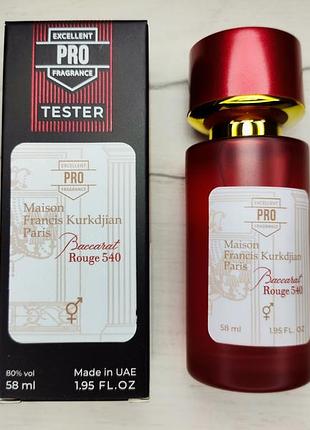 EXCELLENT
PRO
FRAGRANCE
TESTER
EXCELLENT
PRO
FRAGRANCE
Maison
Francis Kurkdjian
Paris
Baccarat
Rouge 540
80% vol
58 ml
Made in UAE
1.95 FL.OZ
EXCELLENT
PRO
FRAGRANCE
Maison
Francis Kurkdjian
Paris
Baccarat
Rouge 540
58 ml
1.95 FL.OZ.